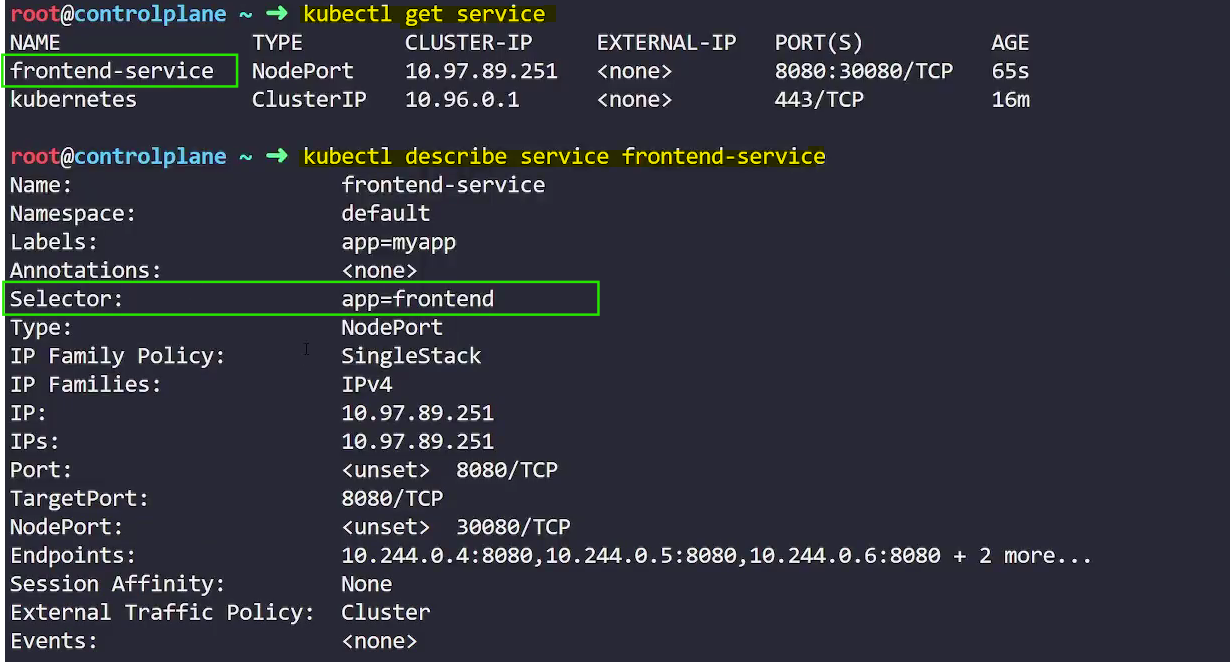 root@controlplane ~ ➜ kubectl get service
NAME TYPE CLUSTER-IP EXTERNAL-IP PORT(S) AGE
frontend-service NodePort 10.97.89.251 <none> 8080:30080/TCP 65s
kubernetes ClusterIP 10.96.0.1 <none> 443/TCP 16m
root@controlplane ~ ➜ kubectl describe service frontend-service
Name: frontend-service
Namespace: default
Labels: app=myapp
Annotations: <none>
Selector: app=frontend
Type: NodePort
IP Family Policy: SingleStack
IP Families: IPv4
IP: 10.97.89.251
IPs: 10.97.89.251
Port: <unset> 8080/TCP
TargetPort: 8080/TCP
NodePort: <unset> 30080/TCP
Endpoints: 10.244.0.4:8080,10.244.0.5:8080,10.244.0.6:8080 + 2 more...
Session Affinity: None
External Traffic Policy: Cluster
Events: <none>